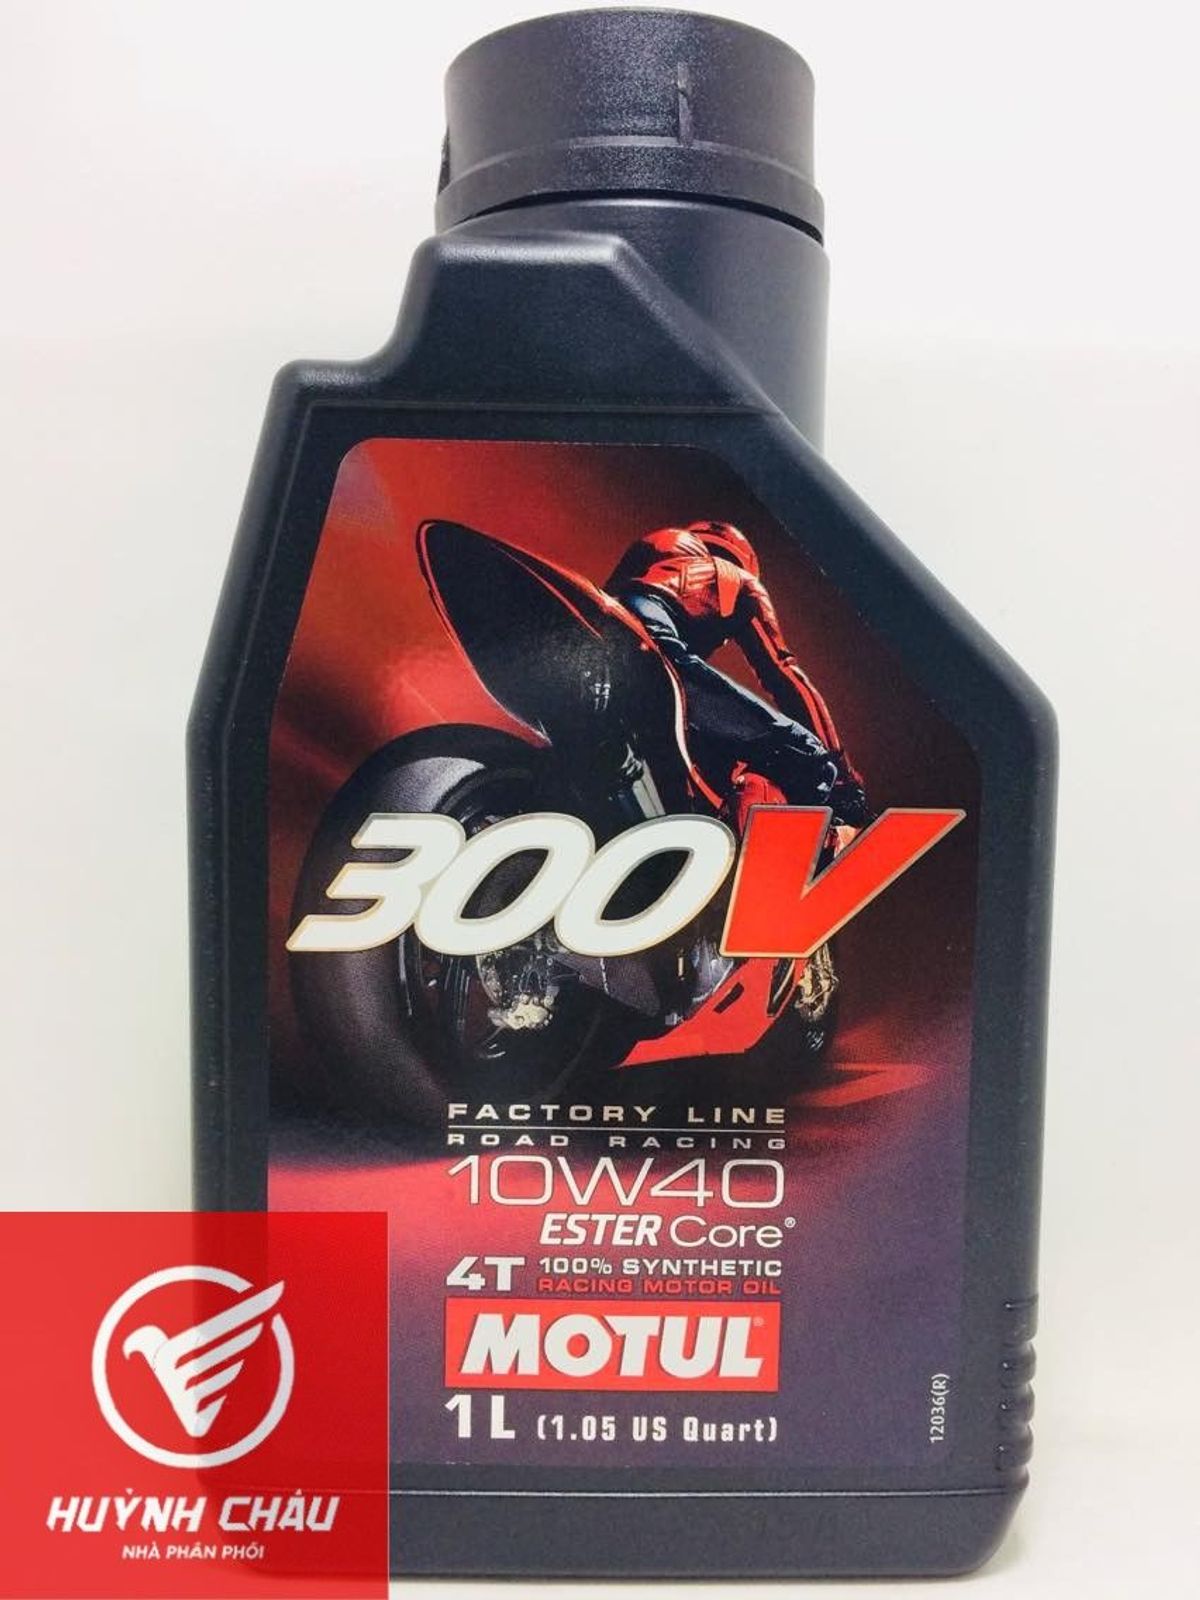 300V
FACTORY LINE
ROAD RACING
10W40
ESTER Core®
4T 100% SYNTHETIC
RACING MOTOR OIL
MOTUL®
1L (1.05 US Quart)
12036(R)
HUỲNH CHÂU
NHÀ PHÂN PHỐI